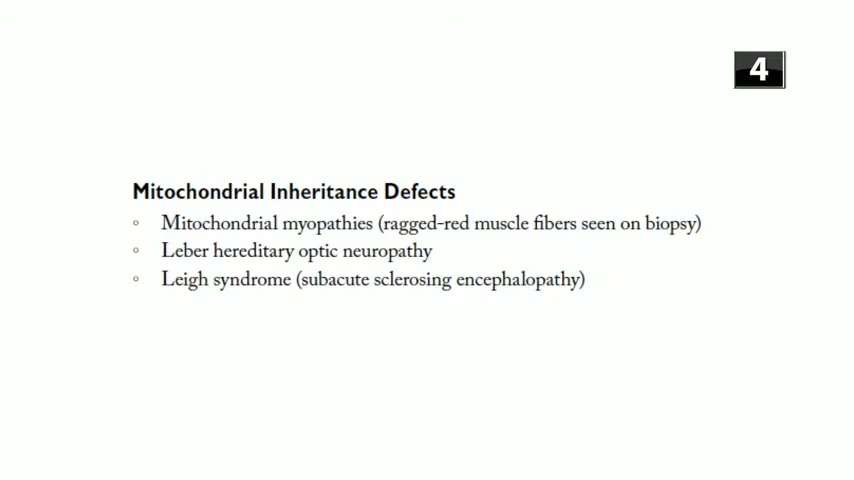 4
Mitochondrial Inheritance Defects
◦ Mitochondrial myopathies (ragged-red muscle fibers seen on biopsy)
◦ Leber hereditary optic neuropathy
◦ Leigh syndrome (subacute sclerosing encephalopathy)